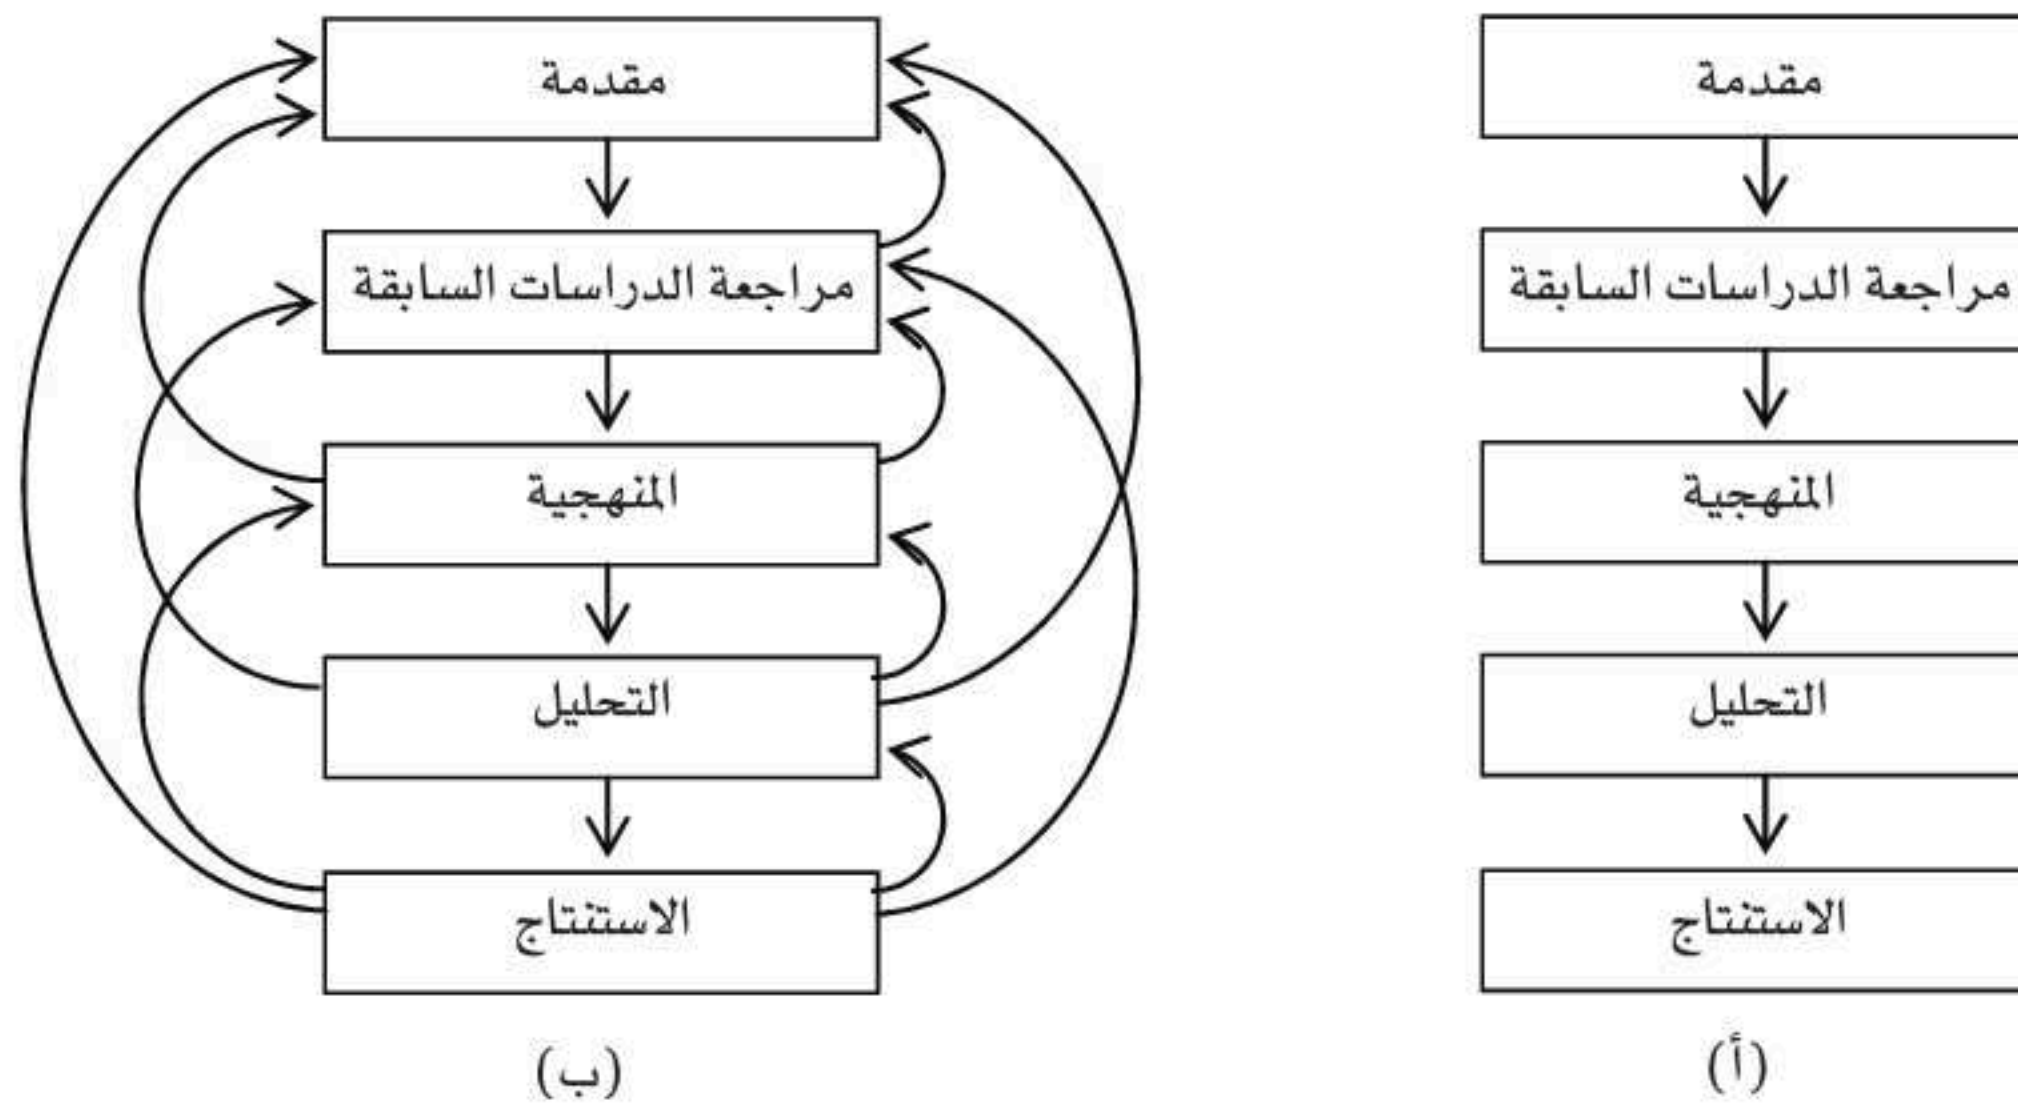 مقدمة
مراجعة الدراسات السابقة
المنهجية
التحليل
الاستنتاج
(أ)
مقدمة
مراجعة الدراسات السابقة
المنهجية
التحليل
الاستنتاج
(ب)